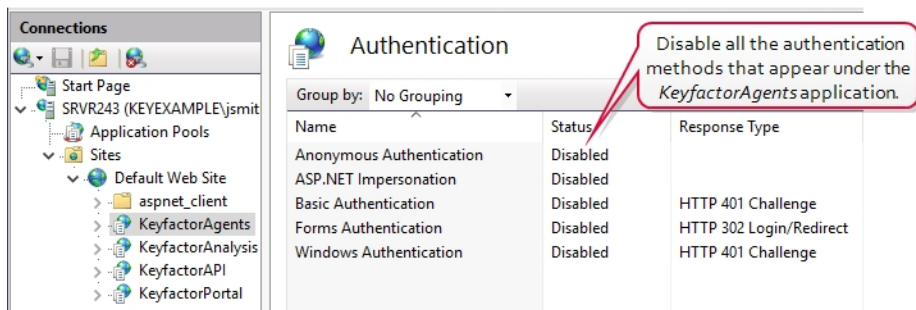 Connections
Start Page
SRVR243 (KEYEXAMPLE\jsmit
Application Pools
Sites
Default Web Site
aspnet_client
KeyfactorAgents
KeyfactorAnalysis
KeyfactorAPI
KeyfactorPortal
Authentication
Disable all the authentication
methods that appear under the
KeyfactorAgents application.
Group by: No Grouping
Name Status Response Type
Anonymous Authentication Disabled
ASP.NET Impersonation Disabled
Basic Authentication Disabled HTTP 401 Challenge
Forms Authentication Disabled HTTP 302 Login/Redirect
Windows Authentication Disabled HTTP 401 Challenge